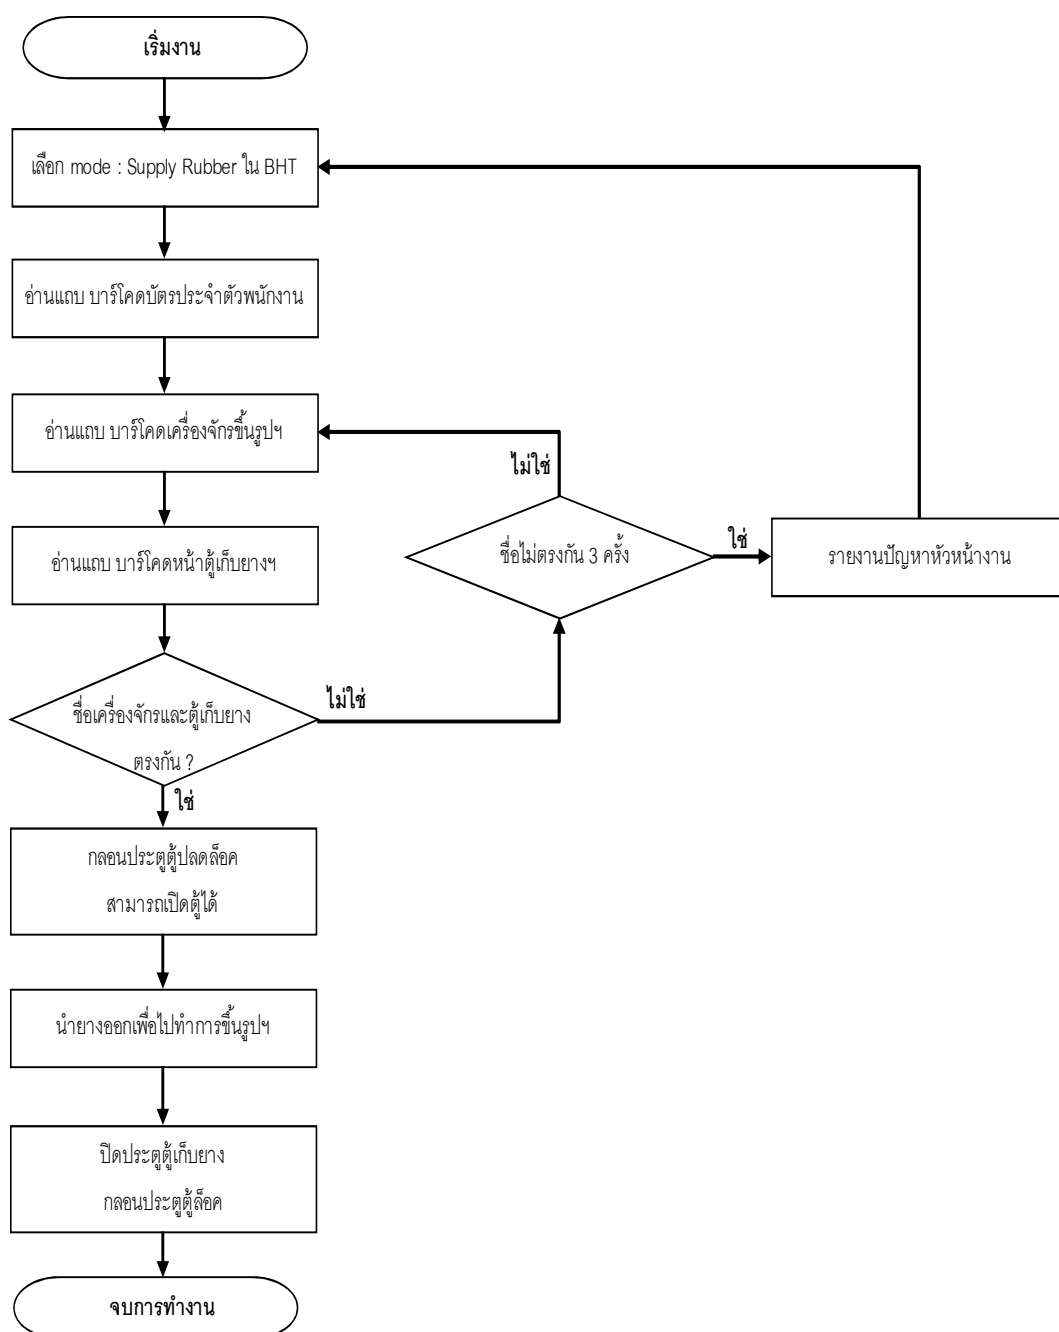 เริ่มงาน
เลือก mode : Supply Rubber ใน BHT
อ่านแถบ บาร์โคดบัตรประจำตัวพนักงาน
อ่านแถบ บาร์โคดเครื่องจักรขึ้นรูปฯ
ไม่ใช่
อ่านแถบ บาร์โคดหน้าตู้เก็บยางฯ
ชื่อไม่ตรงกัน 3 ครั้ง
ใช่
รายงานปัญหาหัวหน้างาน
ชื่อเครื่องจักรและตู้เก็บยาง
ตรงกัน ?
ไม่ใช่
ใช่
กลอนประตูตู้ปลดล็อค
สามารถเปิดตู้ได้
นำยางออกเพื่อไปทำการขึ้นรูปฯ
ปิดประตูตู้เก็บยาง
กลอนประตูตู้ล็อค
จบการทำงาน